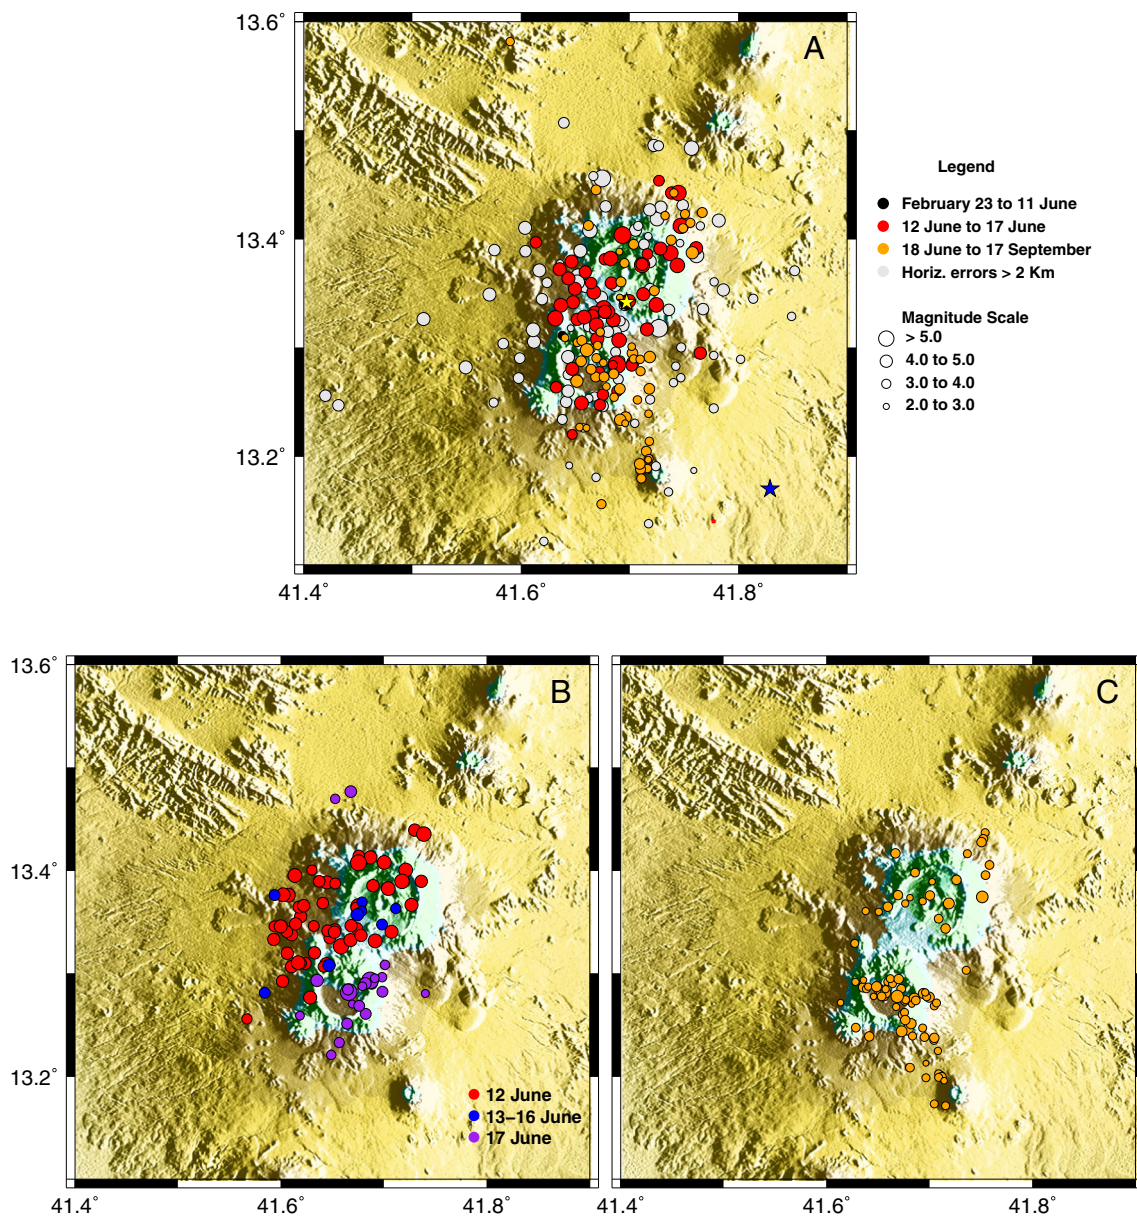 13.6°
A
13.4°
13.2°
41.4°
41.6°
41.8°
Legend
February 23 to 11 June
12 June to 17 June
18 June to 17 September
Horiz. errors > 2 Km
Magnitude Scale
> 5.0
4.0 to 5.0
3.0 to 4.0
2.0 to 3.0
13.6°
B
13.4°
13.2°
12 June
13−16 June
17 June
41.4°
41.6°
41.8°
C
41.4°
41.6°
41.8°